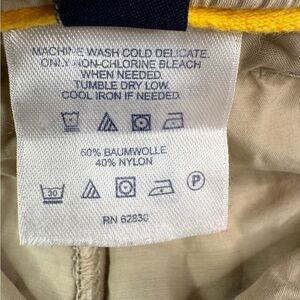 MACHINE WASH COLD DELICATE.
ONLY NON-CHLORINE BLEACH
WHEN NEEDED.
TUMBLE DRY LOW.
COOL IRON IF NEEDED.
60% BAUMWOLLE
40% NYLON
30
P
RN 62830